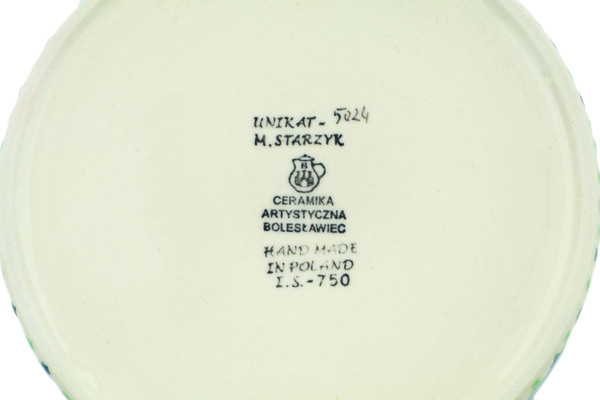 UNIKAT - 5024
M. STARZYK
B
CERAMIKA
ARTYSTYCZNA
BOLESŁAWIEC
HAND MADE
IN POLAND
I.S.-750